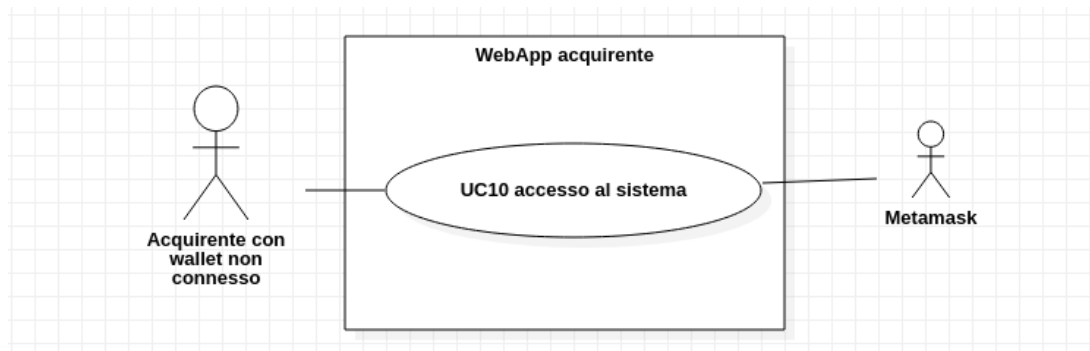 WebApp acquirente
UC10 accesso al sistema
Acquirente con
wallet non
connesso
Metamask